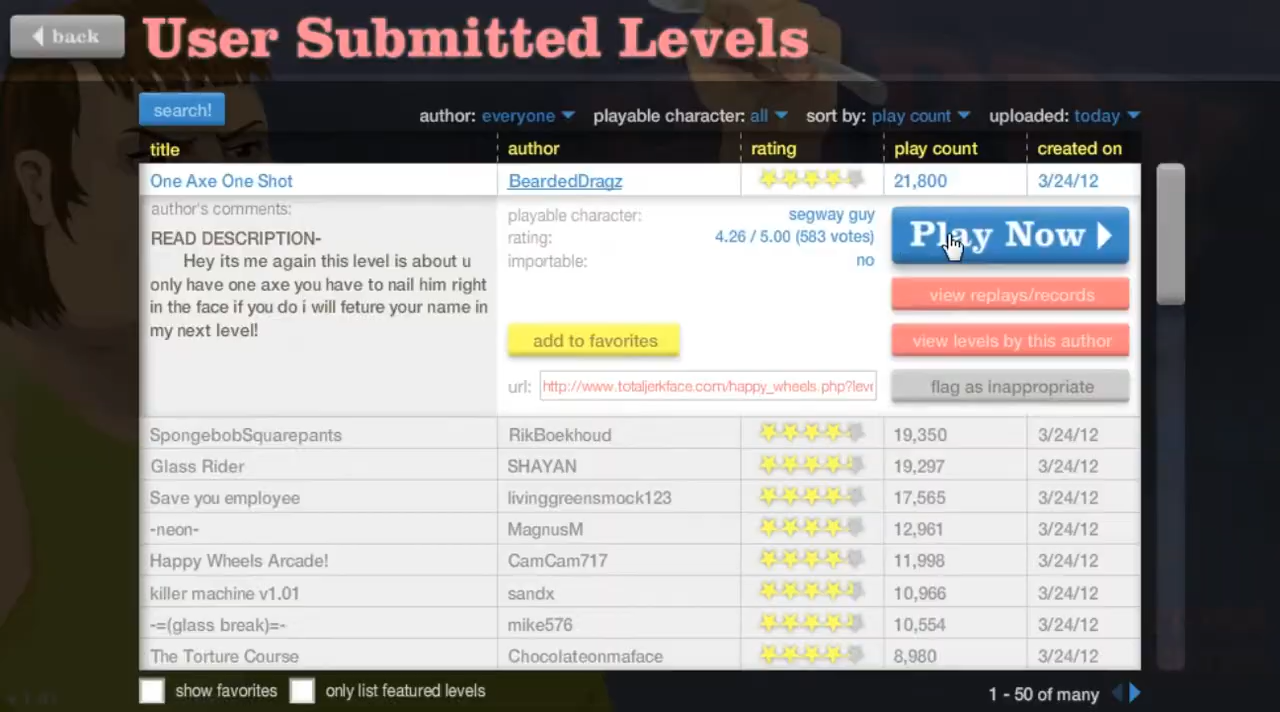 back
User Submitted Levels
search!
author: everyone playable character: all sort by: play count uploaded: today
title author rating play count created on
One Axe One Shot BeardedDragz 21,800 3/24/12
author's comments:
READ DESCRIPTION-
Hey its me again this level is about u
only have one axe you have to nail him right
in the face if you do i will feture your name in
my next level!
playable character: segway guy
rating: 4.26 / 5.00 (583 votes)
importable: no
add to favorites
url: http://www.totaljerkface.com/happy_wheels.php?leve
Play Now
view replays/records
view levels by this author
flag as inappropriate
SpongebobSquarepants RikBoekhoud 19,350 3/24/12
Glass Rider SHAYAN 19,297 3/24/12
Save you employee livinggreensmock123 17,565 3/24/12
-neon- MagnusM 12,961 3/24/12
Happy Wheels Arcade! CamCam717 11,998 3/24/12
killer machine v1.01 sandx 10,966 3/24/12
-=(glass break)=- mike576 10,554 3/24/12
The Torture Course Chocolateonmaface 8,980 3/24/12
show favorites only list featured levels 1 - 50 of many